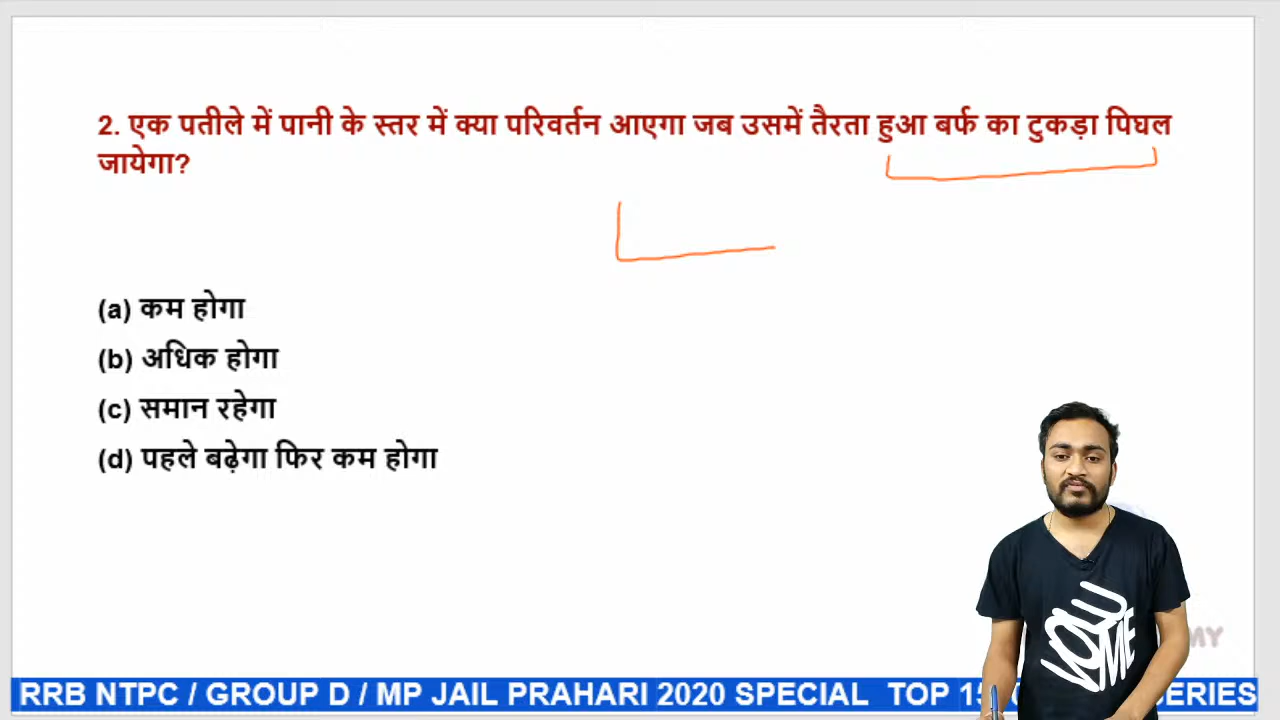 2. एक पतीले में पानी के स्तर में क्या परिवर्तन आएगा जब उसमें तैरता हुआ बर्फ का टुकड़ा पिघल
जायेगा?
(a) कम होगा
(b) अधिक होगा
(c) समान रहेगा
(d) पहले बढ़ेगा फिर कम होगा
RRB NTPC / GROUP D / MP JAIL PRAHARI 2020 SPECIAL TOP